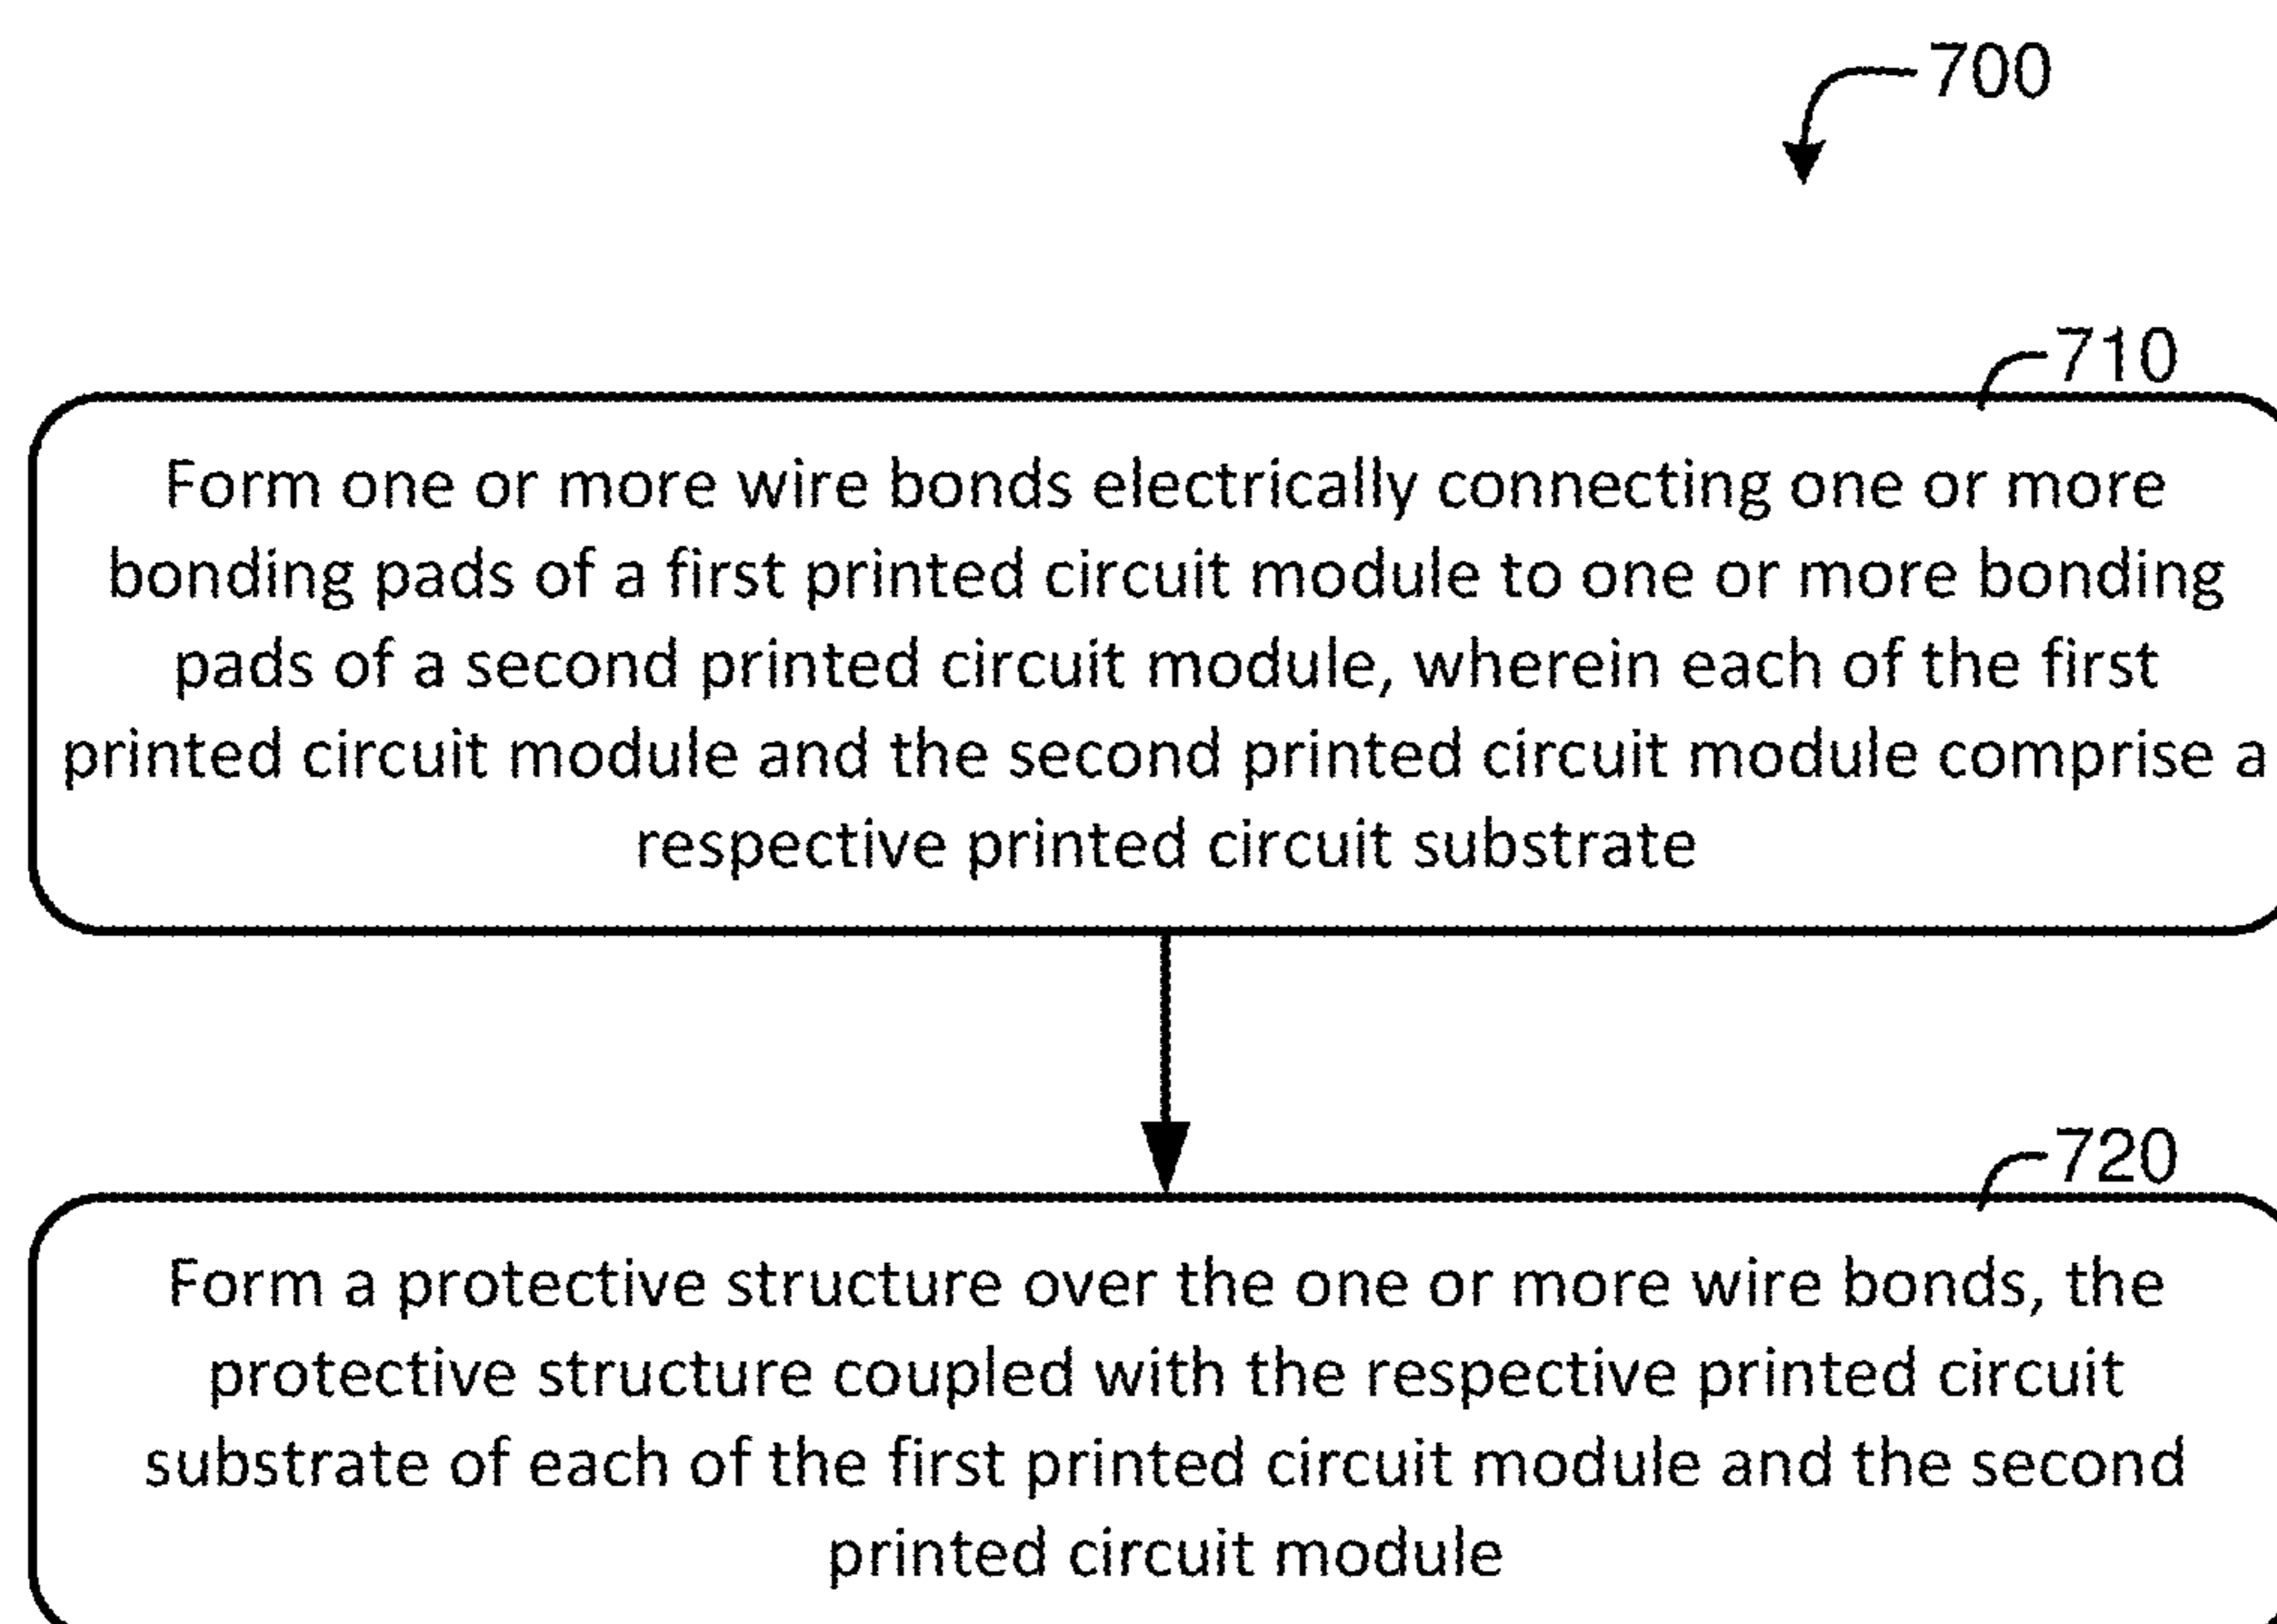 700
710
Form one or more wire bonds electrically connecting one or more
bonding pads of a first printed circuit module to one or more bonding
pads of a second printed circuit module, wherein each of the first
printed circuit module and the second printed circuit module comprise a
respective printed circuit substrate
720
Form a protective structure over the one or more wire bonds, the
protective structure coupled with the respective printed circuit
substrate of each of the first printed circuit module and the second
printed circuit module